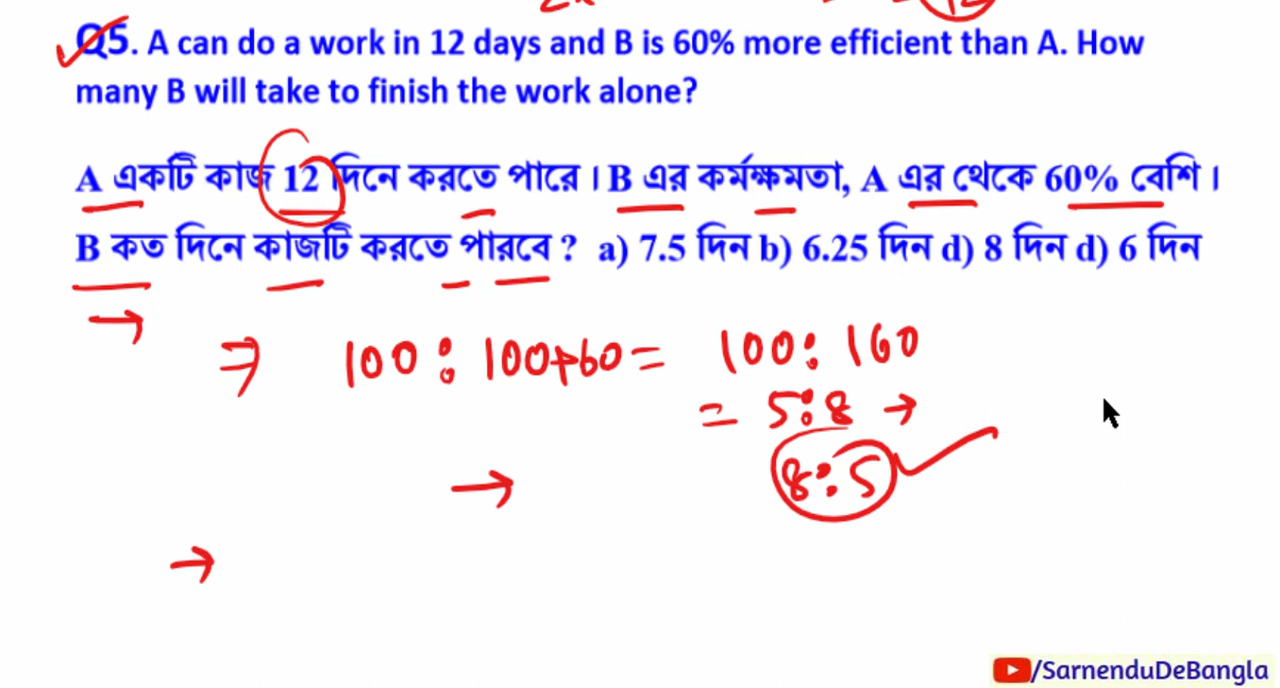 Q5. A can do a work in 12 days and B is 60% more efficient than A. How
many B will take to finish the work alone?
A একটি কাজ 12 দিনে করতে পারে । B এর কর্মক্ষমতা, A এর থেকে 60% বেশি ।
B কত দিনে কাজটি করতে পারবে ? a) 7.5 দিন b) 6.25 দিন d) 8 দিন d) 6 দিন
→
⇒ 100 : 100+60 = 100 : 160
= 5:8 →
→ 8:5
→
/SarnenduDeBangla